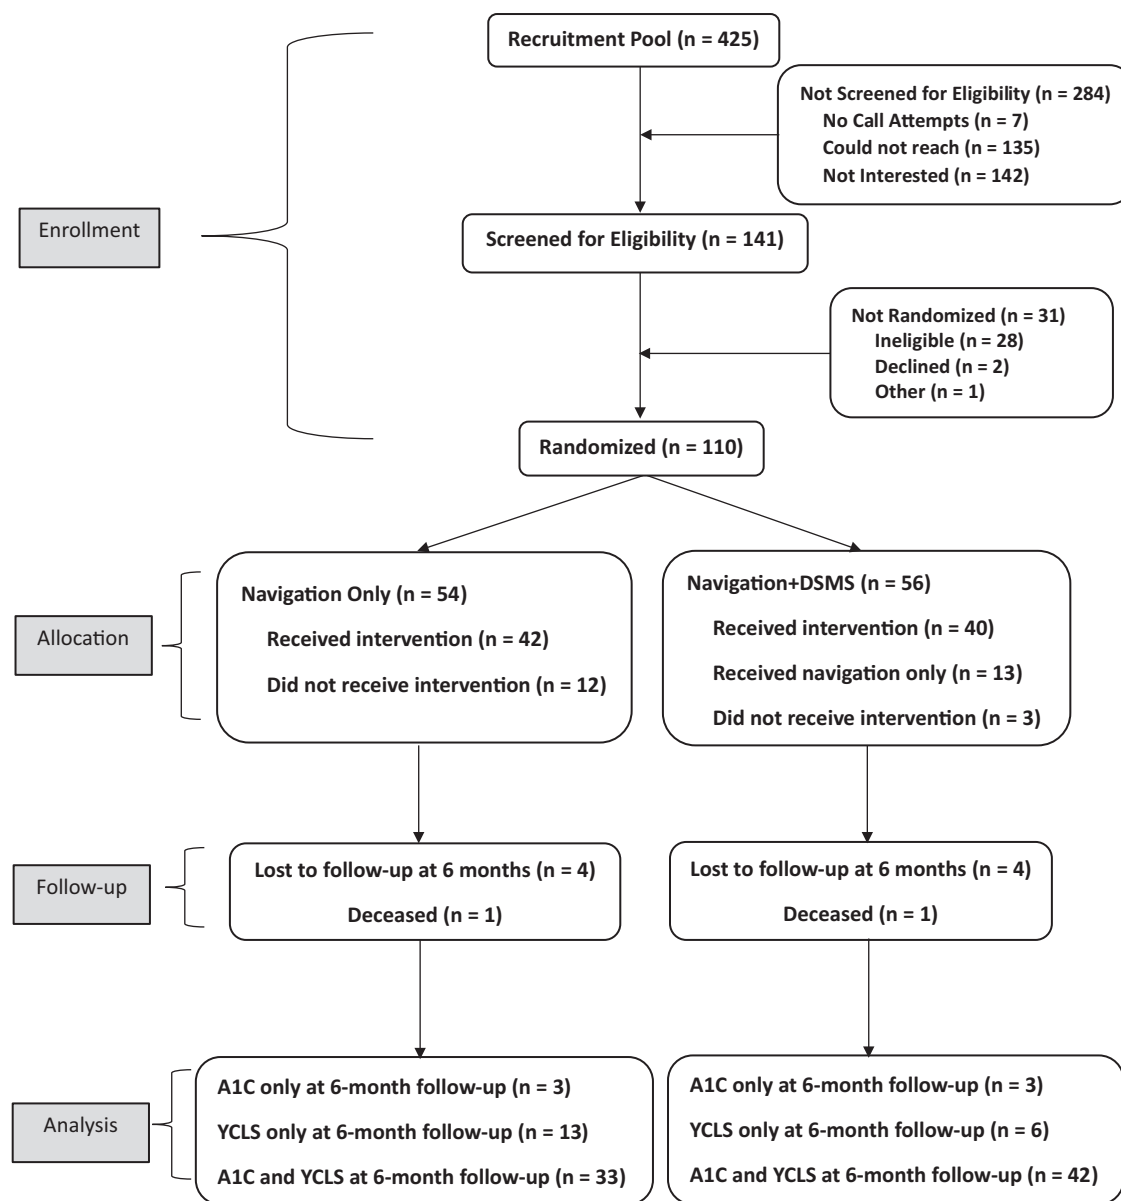 Recruitment Pool (n = 425)
Not Screened for Eligibility (n = 284)
No Call Attempts (n = 7)
Could not reach (n = 135)
Not Interested (n = 142)
Enrollment
Screened for Eligibility (n = 141)
Not Randomized (n = 31)
Ineligible (n = 28)
Declined (n = 2)
Other (n = 1)
Randomized (n = 110)
Allocation
Navigation Only (n = 54)
Received intervention (n = 42)
Did not receive intervention (n = 12)
Navigation+DSMS (n = 56)
Received intervention (n = 40)
Received navigation only (n = 13)
Did not receive intervention (n = 3)
Follow-up
Lost to follow-up at 6 months (n = 4)
Deceased (n = 1)
Lost to follow-up at 6 months (n = 4)
Deceased (n = 1)
Analysis
A1C only at 6-month follow-up (n = 3)
YCLS only at 6-month follow-up (n = 13)
A1C and YCLS at 6-month follow-up (n = 33)
A1C only at 6-month follow-up (n = 3)
YCLS only at 6-month follow-up (n = 6)
A1C and YCLS at 6-month follow-up (n = 42)